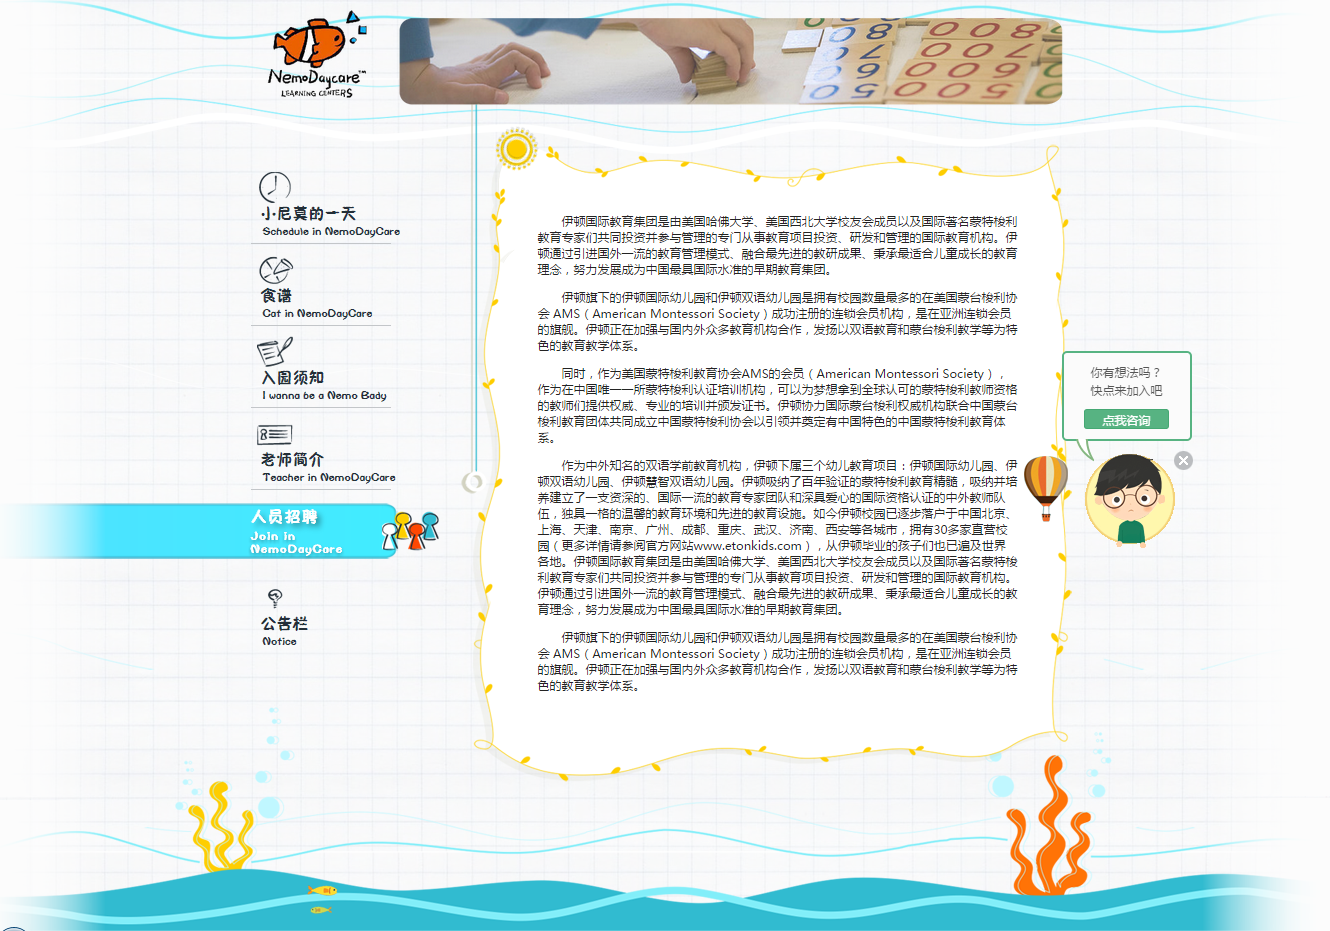 NemoDaycare™
LEARNING CENTERS
小尼莫的一天
Schedule in NemoDayCare
食谱
Cat in NemoDayCare
入园须知
I wanna be a Nemo Bady
老师简介
Teacher in NemoDayCare
人员招聘
Join in
NemoDayCare
公告栏
Notice
伊顿国际教育集团是由美国哈佛大学、美国西北大学校友会成员以及国际著名蒙特梭利
教育专家们共同投资并参与管理的专门从事教育项目投资、研发和管理的国际教育机构。伊
顿通过引进国外一流的教育管理模式、融合最先进的教研成果、秉承最适合儿童成长的教育
理念，努力发展成为中国最具国际水准的早期教育集团。
伊顿旗下的伊顿国际幼儿园和伊顿双语幼儿园是拥有校园数量最多的在美国蒙台梭利协
会 AMS（American Montessori Society）成功注册的连锁会员机构，是在亚洲连锁会员
的旗舰。伊顿正在加强与国内外众多教育机构合作，发扬以双语教育和蒙台梭利教学等为特
色的教育教学体系。
同时，作为美国蒙特梭利教育协会AMS的会员（American Montessori Society），
作为在中国唯一一所蒙特梭利认证培训机构，可以为梦想拿到全球认可的蒙特梭利教师资格
的教师们提供权威、专业的培训并颁发证书。伊顿协力国际蒙台梭利权威机构联合中国蒙台
梭利教育团体共同成立中国蒙特梭利协会以引领并奠定有中国特色的中国蒙特梭利教育体
系。
作为中外知名的双语学前教育机构，伊顿下属三个幼儿教育项目：伊顿国际幼儿园、伊
顿双语幼儿园、伊顿慧智双语幼儿园。伊顿吸纳了百年验证的蒙特梭利教育精髓，吸纳并培
养建立了一支资深的、国际一流的教育专家团队和深具爱心的国际资格认证的中外教师队
伍，独具一格的温馨的教育环境和先进的教育设施。如今伊顿校园已逐步落户于中国北京、
上海、天津、南京、广州、成都、重庆、武汉、济南、西安等各城市，拥有30多家直营校
园（更多详情请参阅官方网站www.etonkids.com），从伊顿毕业的孩子们也已遍及世界
各地。伊顿国际教育集团是由美国哈佛大学、美国西北大学校友会成员以及国际著名蒙特梭
利教育专家们共同投资并参与管理的专门从事教育项目投资、研发和管理的国际教育机构。
伊顿通过引进国外一流的教育管理模式、融合最先进的教研成果、秉承最适合儿童成长的教
育理念，努力发展成为中国最具国际水准的早期教育集团。
伊顿旗下的伊顿国际幼儿园和伊顿双语幼儿园是拥有校园数量最多的在美国蒙台梭利协
会 AMS（American Montessori Society）成功注册的连锁会员机构，是在亚洲连锁会员
的旗舰。伊顿正在加强与国内外众多教育机构合作，发扬以双语教育和蒙台梭利教学等为特
色的教育教学体系。
你有想法吗？
快点来加入吧
点我咨询